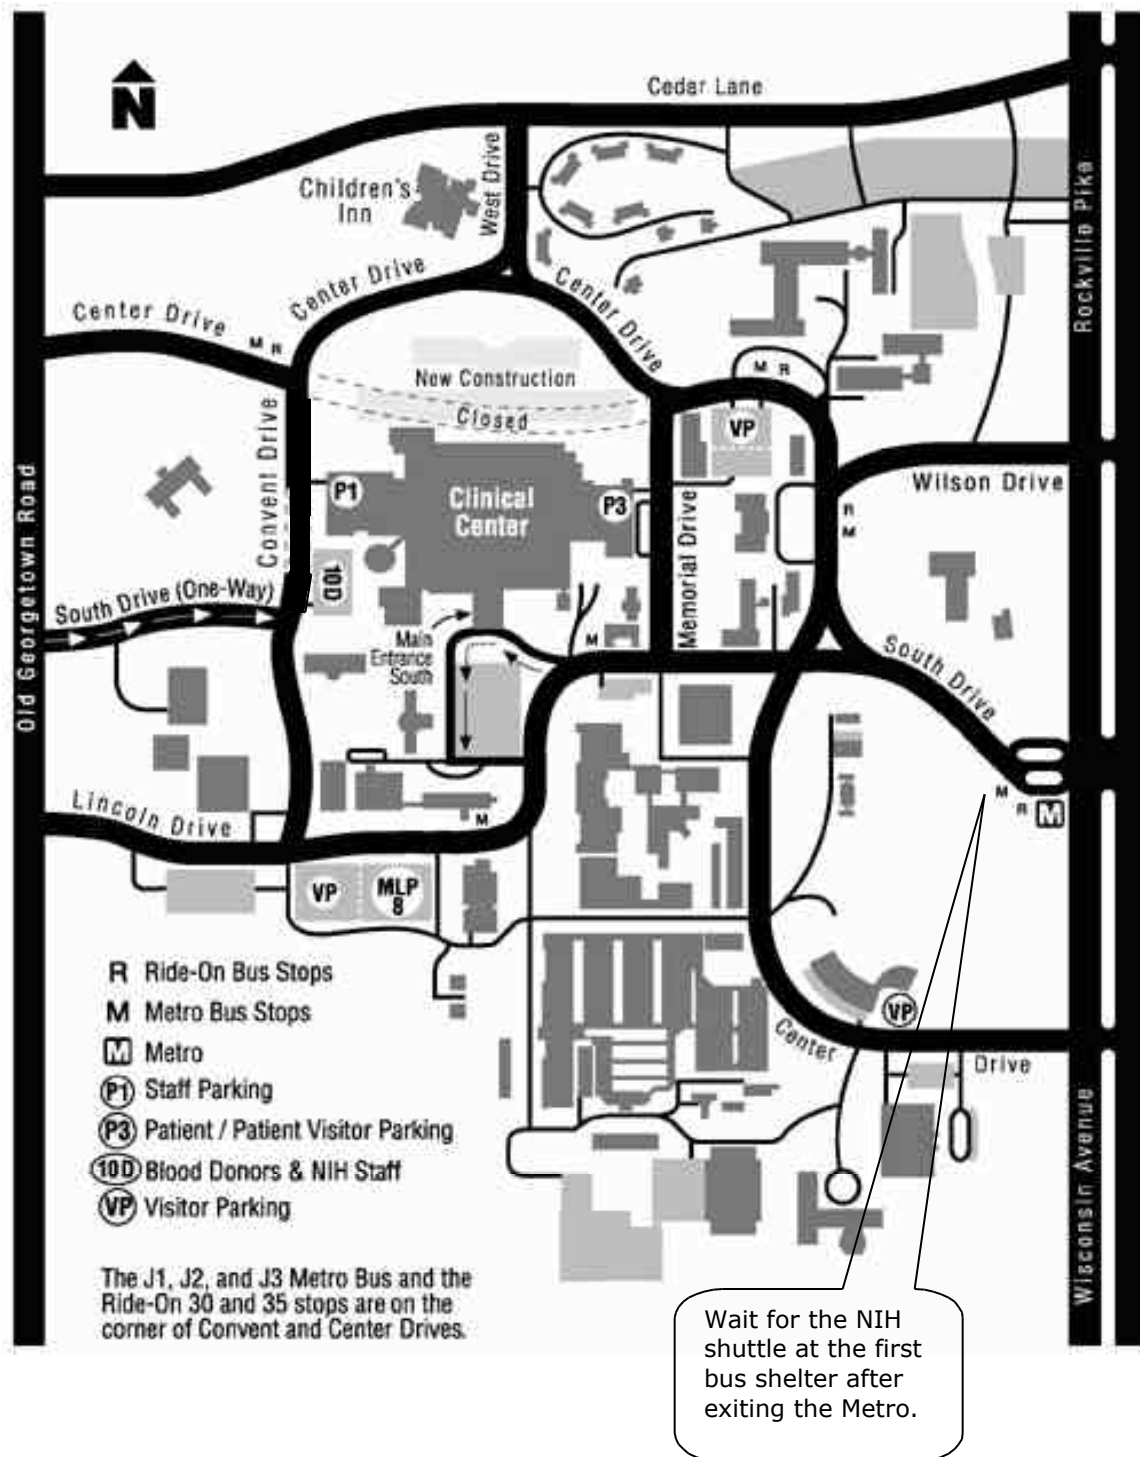 Cedar Lane
N
Children's
Inn
West Drive
Rockville Pike
Center Drive
Center Drive
Center Drive
M R
M R
New Construction
Closed
VP
Convent Drive
P1
Clinical
Center
P3
Memorial Drive
Wilson Drive
R
M
Old Georgetown Road
10D
South Drive (One-Way)
Main
Entrance
South
M
South Drive
M
R
M
Lincoln Drive
M
VP
MLP
8
VP
Center
Drive
Wisconsin Avenue
R Ride-On Bus Stops
M Metro Bus Stops
M Metro
P1 Staff Parking
P3 Patient / Patient Visitor Parking
10D Blood Donors & NIH Staff
VP Visitor Parking
The J1, J2, and J3 Metro Bus and the
Ride-On 30 and 35 stops are on the
corner of Convent and Center Drives.
Wait for the NIH
shuttle at the first
bus shelter after
exiting the Metro.